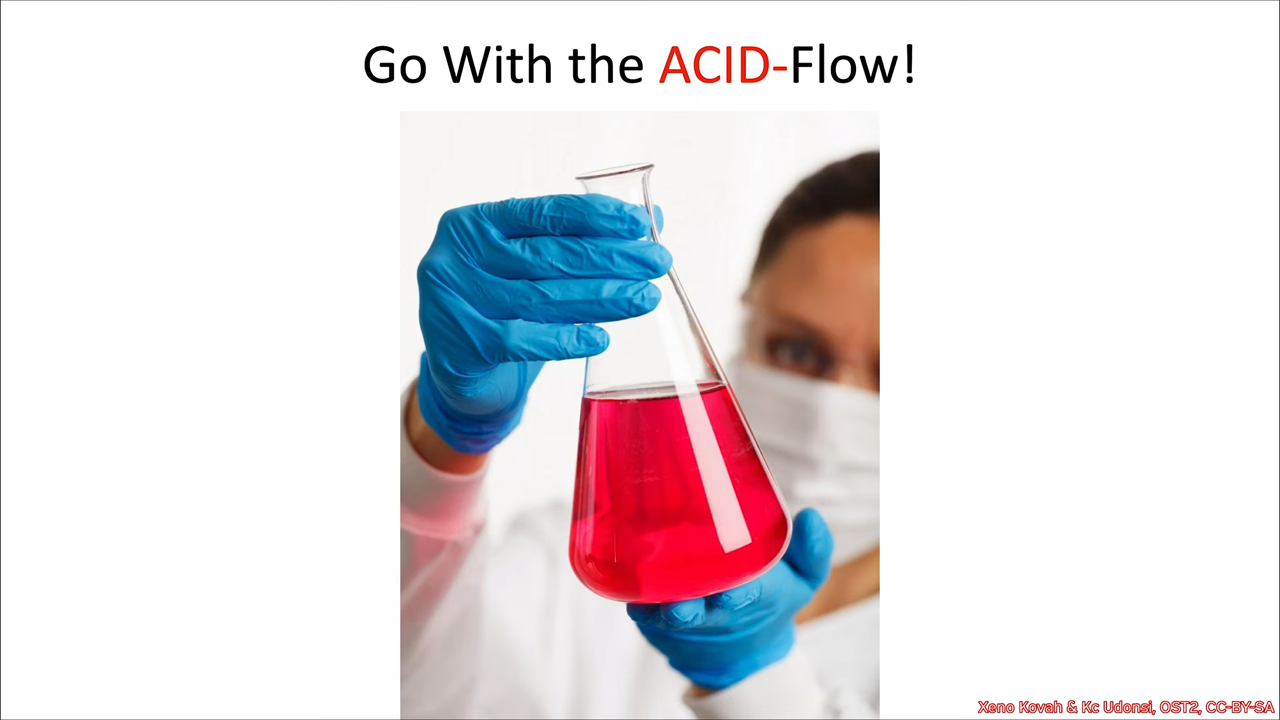 Go With the ACID-Flow!
Xeno Kovah & Kc Udonsi, OST2, CC-BY-SA